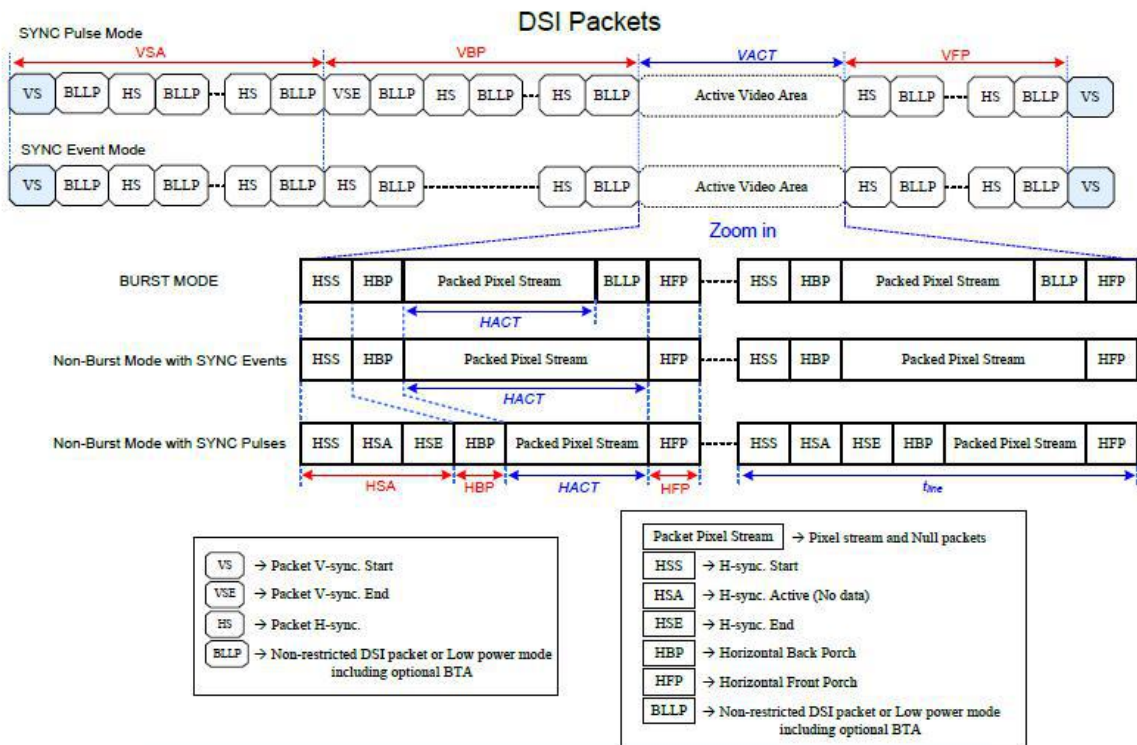 DSI Packets
SYNC Pulse Mode
VSA VBP VACT VFP
VS BLLP HS BLLP HS BLLP VSE BLLP HS BLLP HS BLLP Active Video Area HS BLLP HS BLLP VS
SYNC Event Mode
VS BLLP HS BLLP HS BLLP HS BLLP HS BLLP Active Video Area HS BLLP HS BLLP VS
Zoom in
BURST MODE HSS HBP Packed Pixel Stream BLLP HFP HSS HBP Packed Pixel Stream BLLP HFP
HACT
Non-Burst Mode with SYNC Events HSS HBP Packed Pixel Stream HFP HSS HBP Packed Pixel Stream HFP
HACT
Non-Burst Mode with SYNC Pulses HSS HSA HSE HBP Packed Pixel Stream HFP HSS HSA HSE HBP Packed Pixel Stream HFP
HSA HBP HACT HFP tline
VS → Packet V-sync. Start
VSE → Packet V-sync. End
HS → Packet H-sync.
BLLP → Non-restricted DSI packet or Low power mode
including optional BTA
Packet Pixel Stream → Pixel stream and Null packets
HSS → H-sync. Start
HSA → H-sync. Active (No data)
HSE → H-sync. End
HBP → Horizontal Back Porch
HFP → Horizontal Front Porch
BLLP → Non-restricted DSI packet or Low power mode
including optional BTA